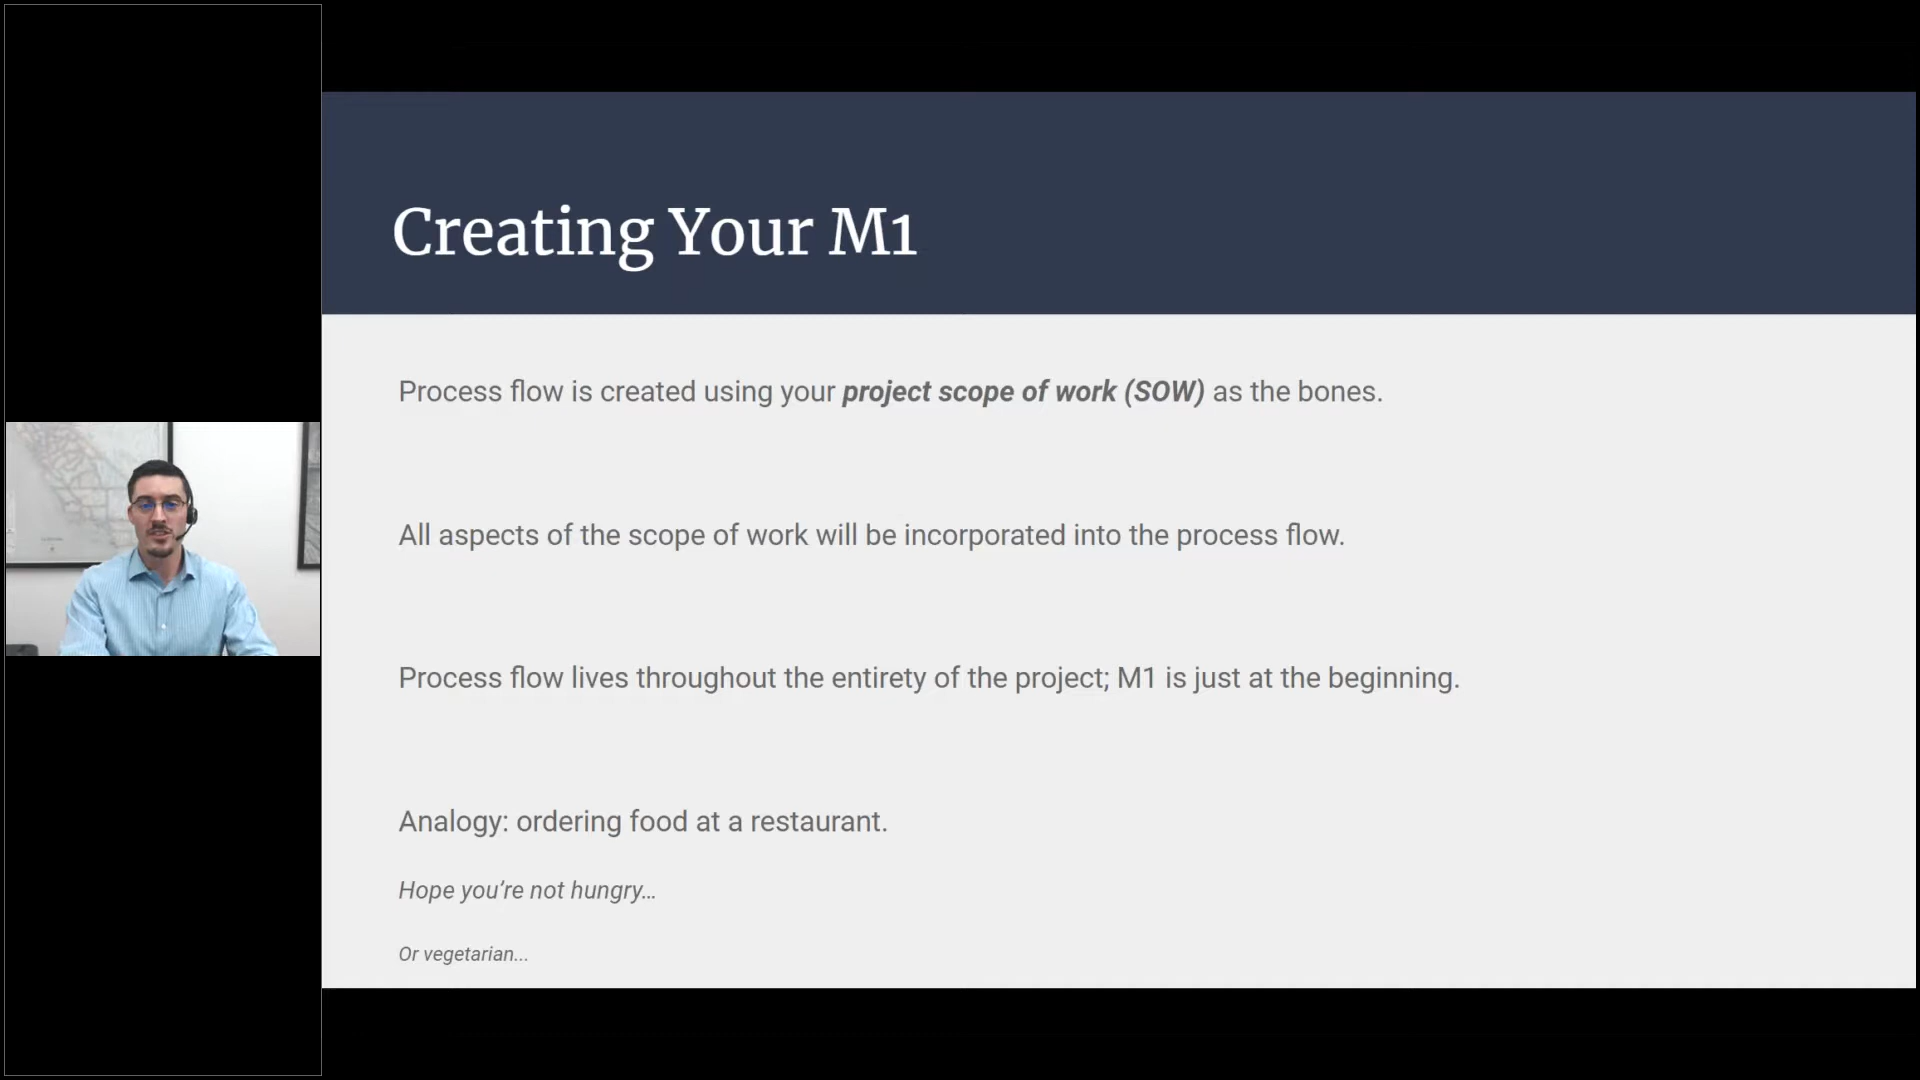 Creating Your M1
Process flow is created using your project scope of work (SOW) as the bones.
All aspects of the scope of work will be incorporated into the process flow.
Process flow lives throughout the entirety of the project; M1 is just at the beginning.
Analogy: ordering food at a restaurant.
Hope you’re not hungry…
Or vegetarian...